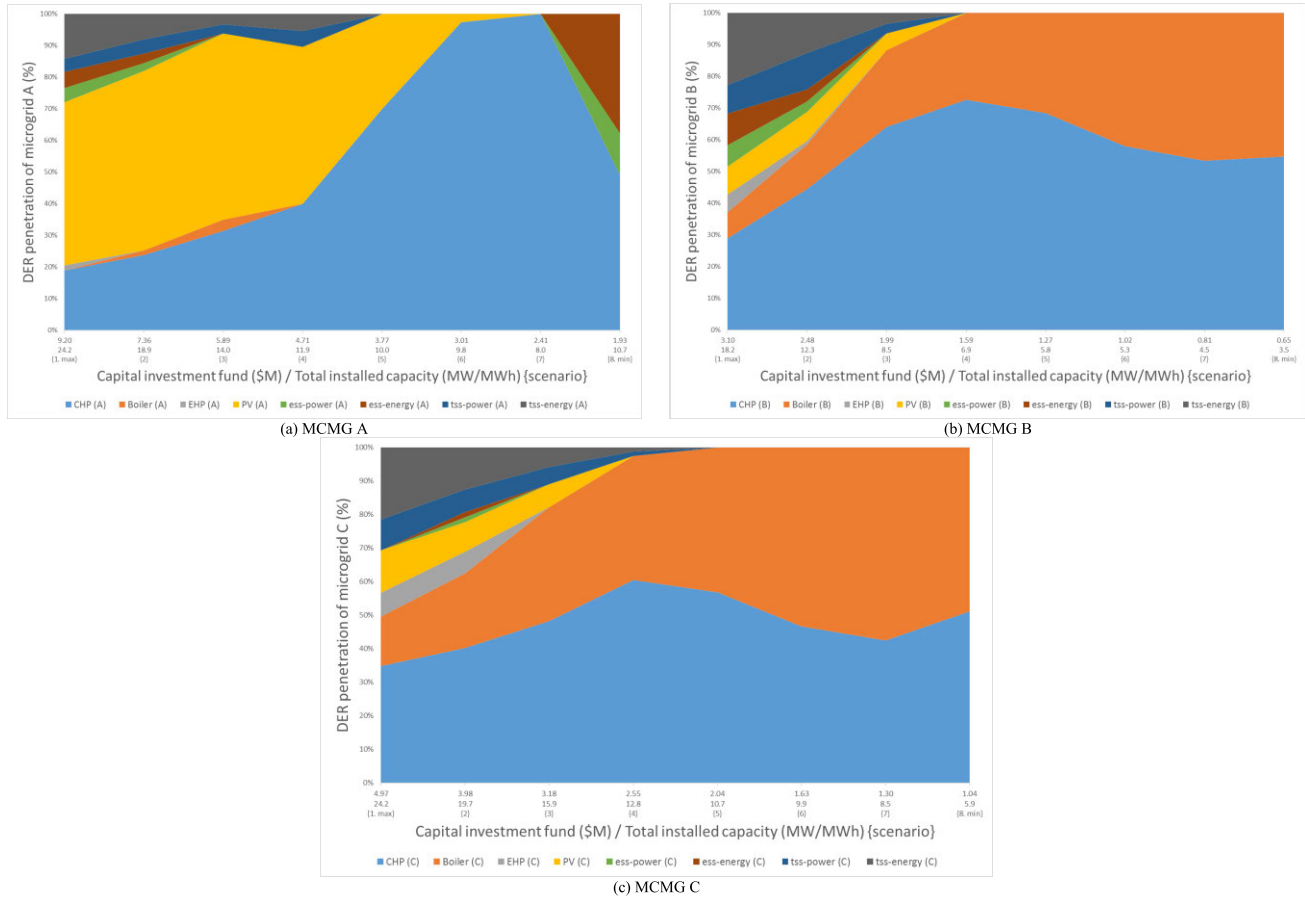 DER penetration of microgrid A (%)
100%
90%
80%
70%
60%
50%
40%
30%
20%
10%
0%
9.20 7.36 5.89 4.71 3.77 3.01 2.41 1.93
24.2 18.9 14.0 11.9 10.0 9.8 8.0 10.7
{1. max} {2} {3} {4} {5} {6} {7} {8. min}
Capital investment fund ($M) / Total installed capacity (MW/MWh) {scenario}
CHP (A) Boiler (A) EHP (A) PV (A) ess-power (A) ess-energy (A) tss-power (A) tss-energy (A)
(a) MCMG A
DER penetration of microgrid B (%)
100%
90%
80%
70%
60%
50%
40%
30%
20%
10%
0%
3.10 2.48 1.99 1.59 1.27 1.02 0.81 0.65
18.2 12.3 8.5 6.9 5.8 5.3 4.5 3.5
{1. max} {2} {3} {4} {5} {6} {7} {8. min}
Capital investment fund ($M) / Total installed capacity (MW/MWh) {scenario}
CHP (B) Boiler (B) EHP (B) PV (B) ess-power (B) ess-energy (B) tss-power (B) tss-energy (B)
(b) MCMG B
DER penetration of microgrid C (%)
100%
90%
80%
70%
60%
50%
40%
30%
20%
10%
0%
4.97 3.98 3.18 2.55 2.04 1.63 1.30 1.04
24.2 19.7 15.9 12.8 10.7 9.9 8.5 5.9
{1. max} {2} {3} {4} {5} {6} {7} {8. min}
Capital investment fund ($M) / Total installed capacity (MW/MWh) {scenario}
CHP (C) Boiler (C) EHP (C) PV (C) ess-power (C) ess-energy (C) tss-power (C) tss-energy (C)
(c) MCMG C